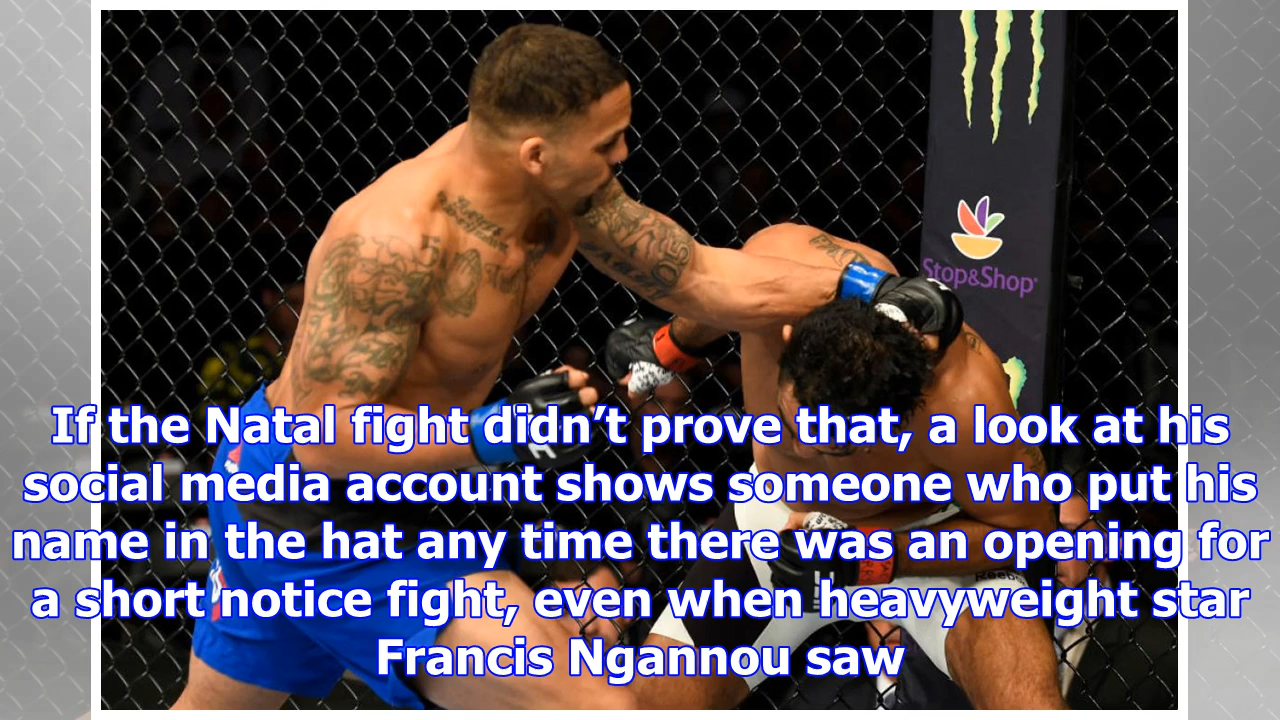 Stop&Shop
If the Natal fight didn’t prove that, a look at his
social media account shows someone who put his
name in the hat any time there was an opening for
a short notice fight, even when heavyweight star
Francis Ngannou saw
Reebok